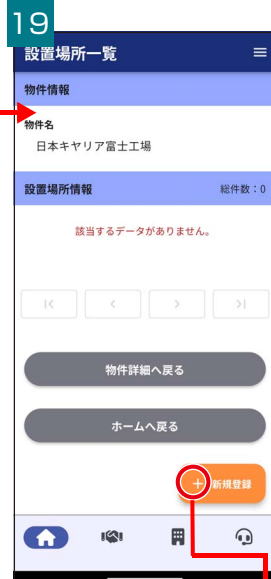 19
設置場所一覧
物件情報
物件名
日本キヤリア富士工場
設置場所情報 総件数：0
該当するデータがありません。
物件詳細へ戻る
ホームへ戻る
新規登録